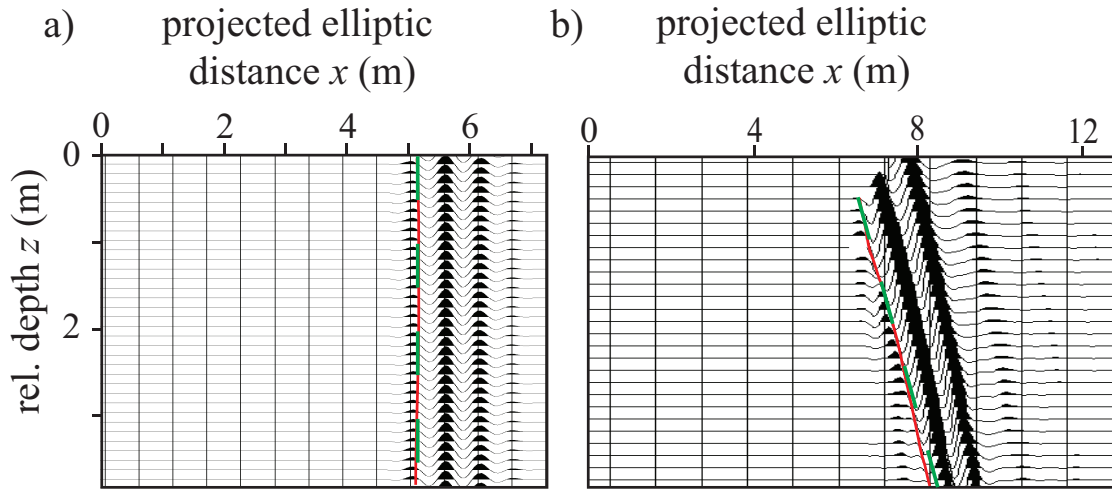 a) projected elliptic
distance x (m)
0 2 4 6
0
2
rel. depth z (m)
b) projected elliptic
distance x (m)
0 4 8 12